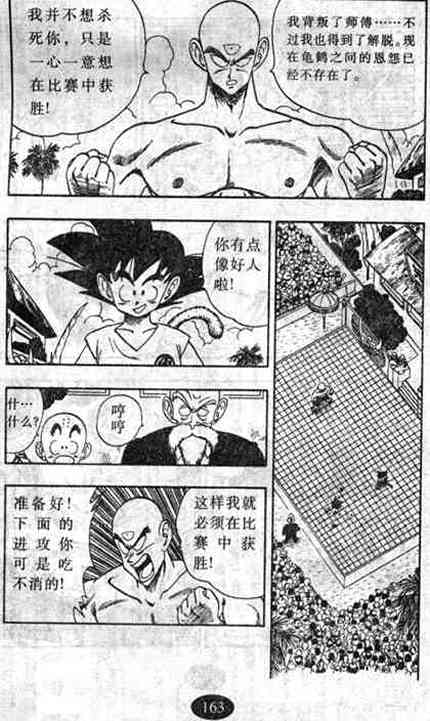 我背叛了师傅……不
过我也得到了解脱。现
在龟鹤之间的恩怨已
经不存在了。
我并不想杀
死你，只是
一心一意想
在比赛中获
胜！
你有点
像好人
啦！
哼
哼
什…
什么？
这样我就
必须在比
赛中获
胜！
准备好！
下面的
进攻你
可是吃
不消的！
163